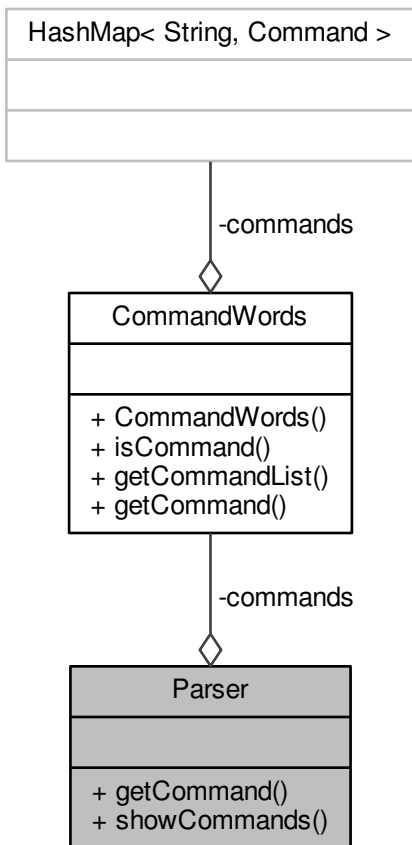 HashMap< String, Command >
-commands
CommandWords
+ CommandWords()
+ isCommand()
+ getCommandList()
+ getCommand()
-commands
Parser
+ getCommand()
+ showCommands()